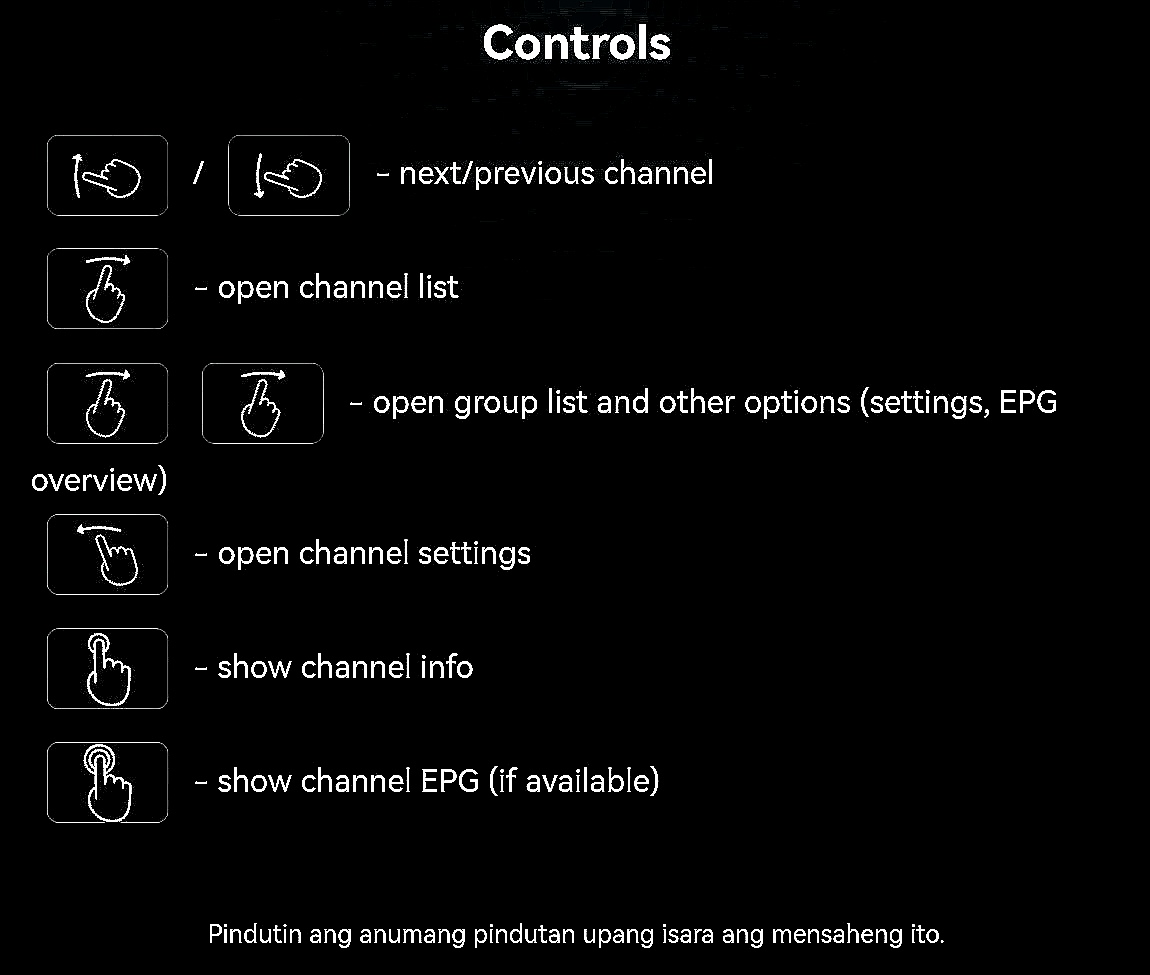 Controls
/ - next/previous channel
- open channel list
- open group list and other options (settings, EPG
overview)
- open channel settings
- show channel info
- show channel EPG (if available)
Pindutin ang anumang pindutan upang isara ang mensaheng ito.